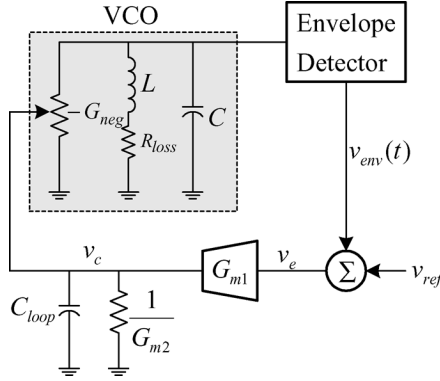 VCO
Envelope
Detector
L
-G_neg
C
R_loss
v_env(t)
v_c
G_m1
v_e
Σ
v_ref
C_loop
1
G_m2